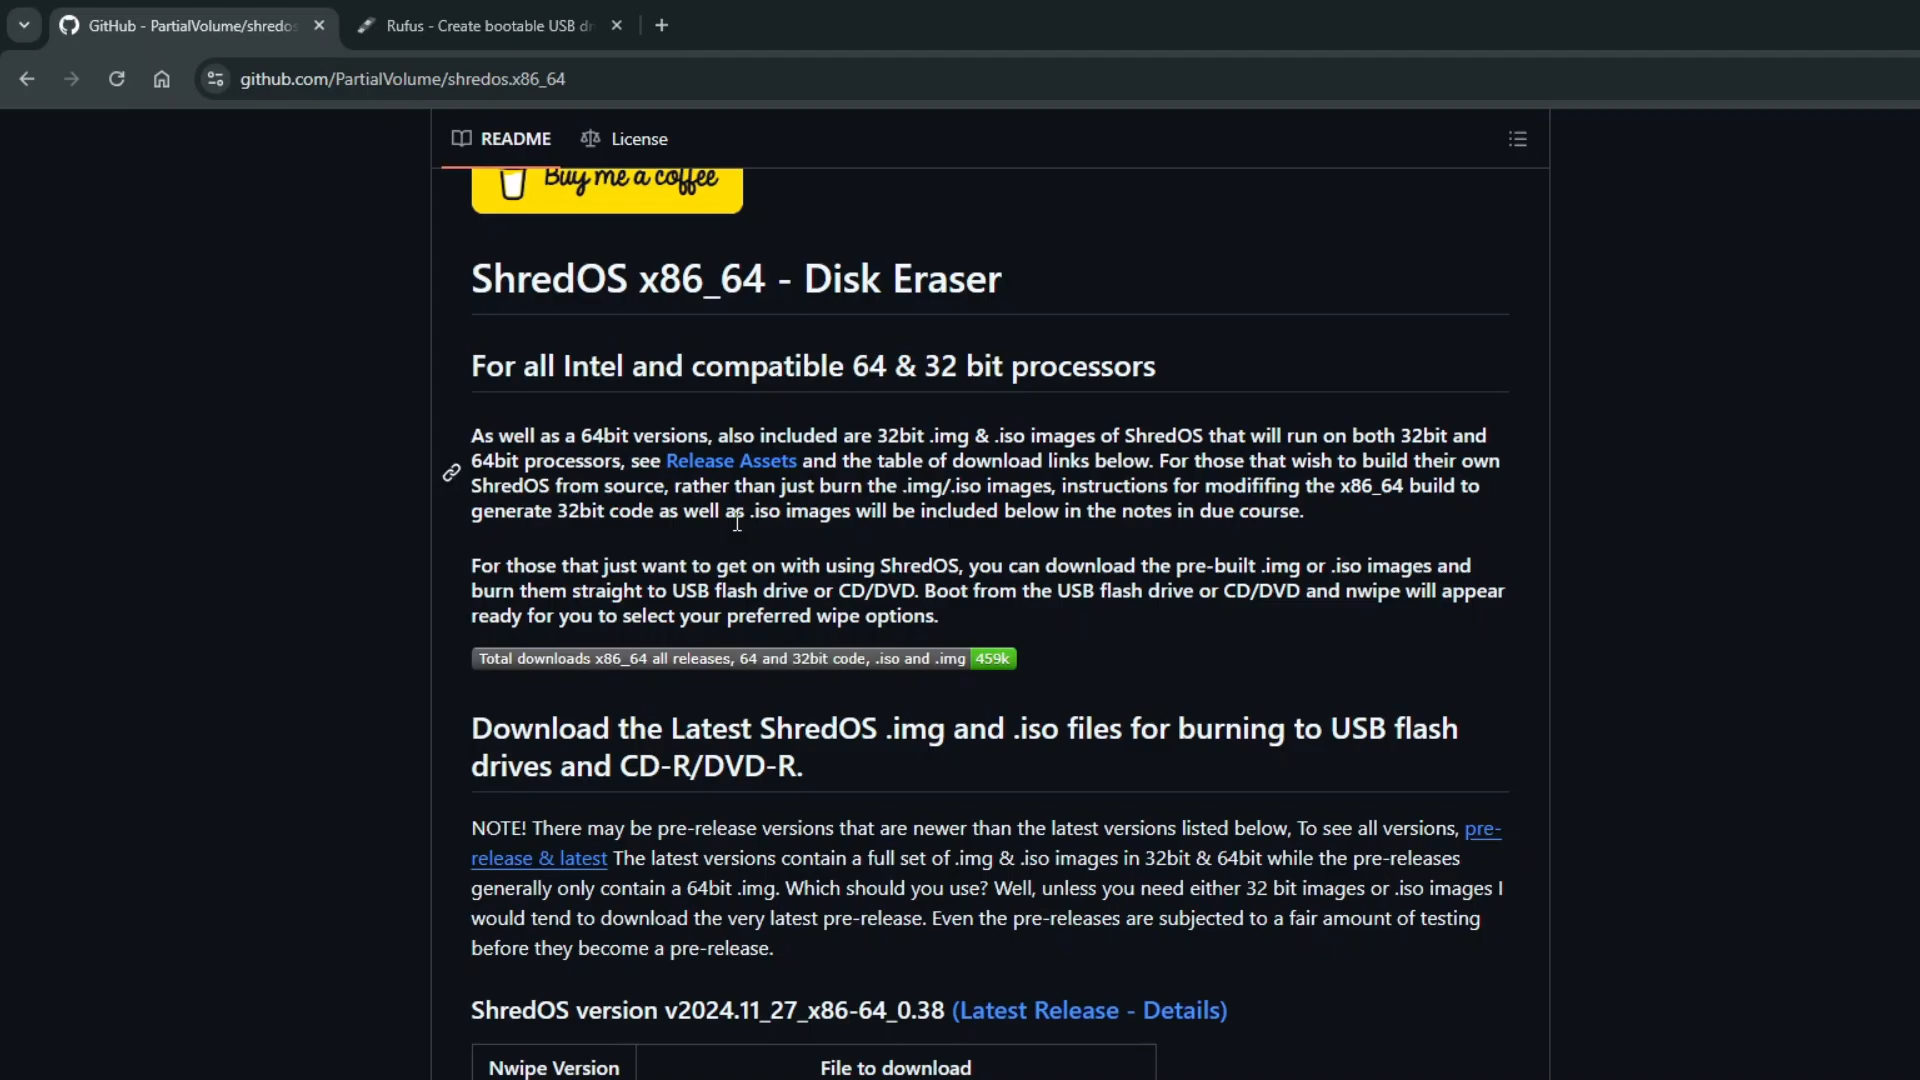 GitHub - PartialVolume/shredos
Rufus - Create bootable USB dr
github.com/PartialVolume/shredos.x86_64
README
License
Buy me a coffee
ShredOS x86_64 - Disk Eraser
For all Intel and compatible 64 & 32 bit processors
As well as a 64bit versions, also included are 32bit .img & .iso images of ShredOS that will run on both 32bit and
64bit processors, see Release Assets and the table of download links below. For those that wish to build their own
ShredOS from source, rather than just burn the .img/.iso images, instructions for modififing the x86_64 build to
generate 32bit code as well as .iso images will be included below in the notes in due course.
For those that just want to get on with using ShredOS, you can download the pre-built .img or .iso images and
burn them straight to USB flash drive or CD/DVD. Boot from the USB flash drive or CD/DVD and nwipe will appear
ready for you to select your preferred wipe options.
Total downloads x86_64 all releases, 64 and 32bit code, .iso and .img 459k
Download the Latest ShredOS .img and .iso files for burning to USB flash
drives and CD-R/DVD-R.
NOTE! There may be pre-release versions that are newer than the latest versions listed below, To see all versions, pre-
release & latest The latest versions contain a full set of .img & .iso images in 32bit & 64bit while the pre-releases
generally only contain a 64bit .img. Which should you use? Well, unless you need either 32 bit images or .iso images I
would tend to download the very latest pre-release. Even the pre-releases are subjected to a fair amount of testing
before they become a pre-release.
ShredOS version v2024.11_27_x86-64_0.38 (Latest Release - Details)
Nwipe Version
File to download